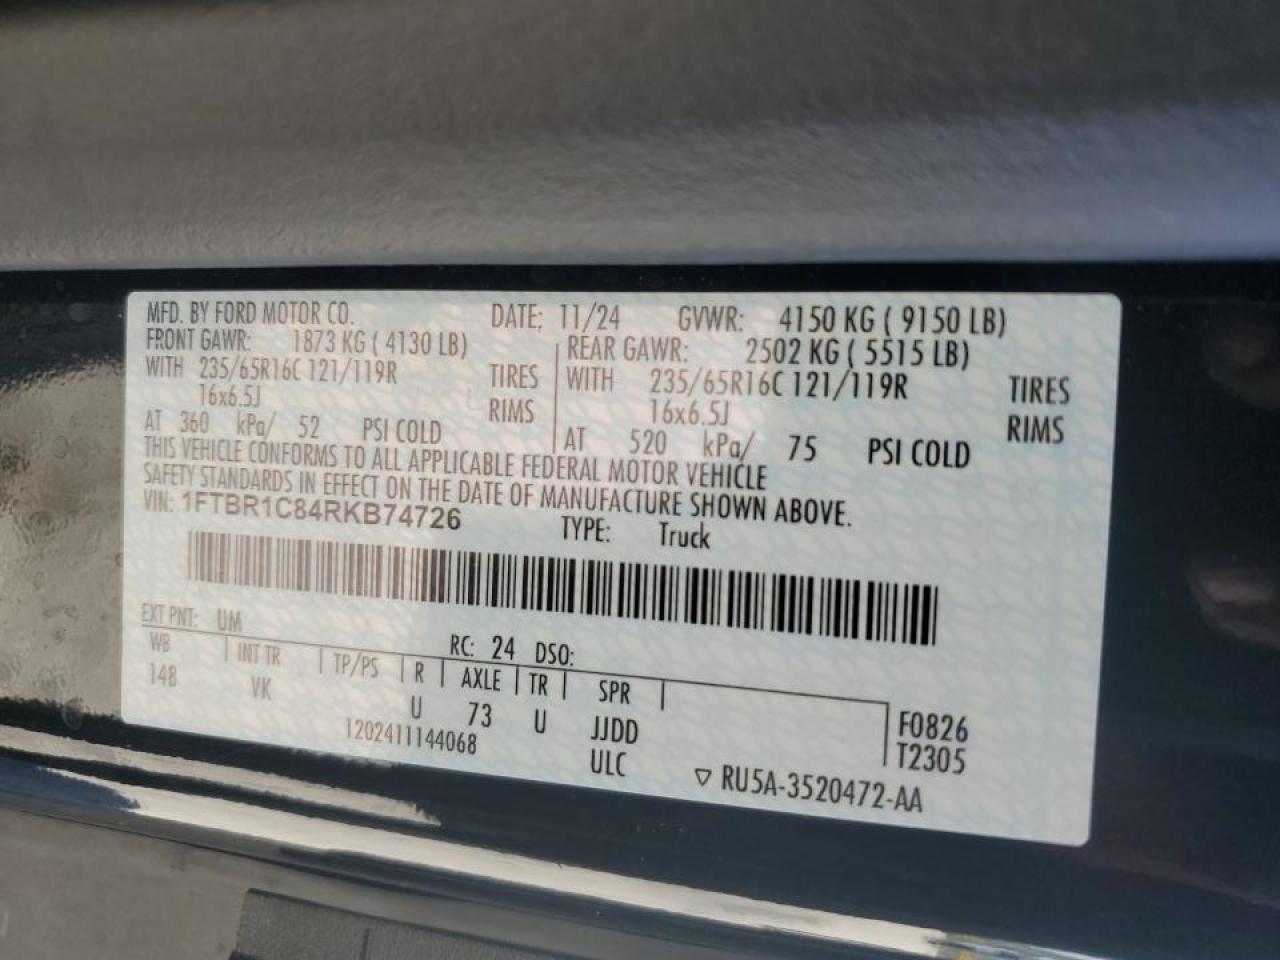 MFD. BY FORD MOTOR CO. DATE: 11/24 GVWR: 4150 KG ( 9150 LB)
FRONT GAWR: 1873 KG ( 4130 LB) REAR GAWR: 2502 KG ( 5515 LB)
WITH 235/65R16C 121/119R TIRES WITH 235/65R16C 121/119R TIRES
16x6.5J RIMS 16x6.5J RIMS
AT 360 kPa/ 52 PSI COLD AT 520 kPa/ 75 PSI COLD
THIS VEHICLE CONFORMS TO ALL APPLICABLE FEDERAL MOTOR VEHICLE
SAFETY STANDARDS IN EFFECT ON THE DATE OF MANUFACTURE SHOWN ABOVE.
VIN: 1FTBR1C84RKB74726 TYPE: Truck
EXT PNT: UM RC: 24 DSO:
WB INT TR TP/PS R AXLE TR SPR
148 VK U 73 U JJDD F0826
1202411144068 ULC T2305
▽ RU5A-3520472-AA